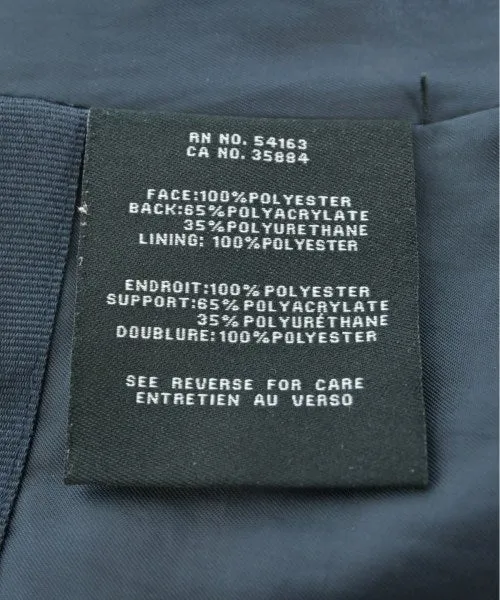 RN NO. 54163
CA NO. 35884
FACE:100%POLYESTER
BACK:65%POLYACRYLATE
35%POLYURETHANE
LINING: 100%POLYESTER
ENDROIT:100% POLYESTER
SUPPORT:65% POLYACRYLATE
35% POLYURÉTHANE
DOUBLURE:100%POLYESTER
SEE REVERSE FOR CARE
ENTRETIEN AU VERSO